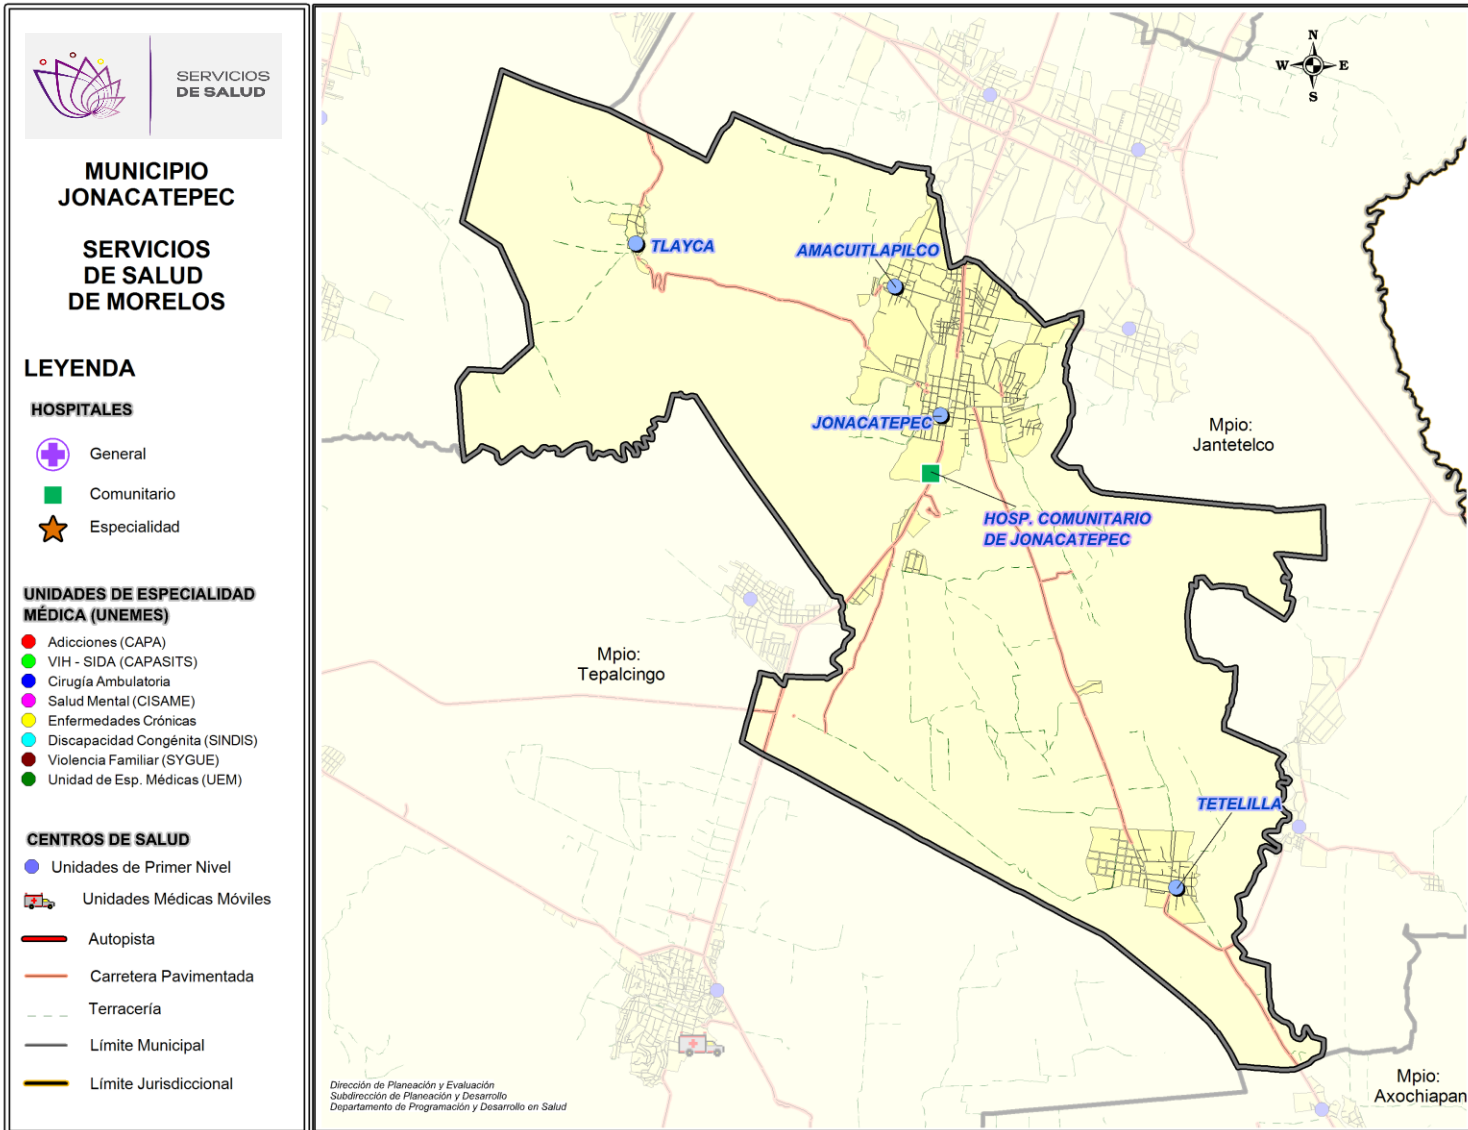 SERVICIOS
DE SALUD
MUNICIPIO
JONACATEPEC
SERVICIOS
DE SALUD
DE MORELOS
LEYENDA
HOSPITALES
General
Comunitario
Especialidad
UNIDADES DE ESPECIALIDAD
MÉDICA (UNEMES)
Adicciones (CAPA)
VIH - SIDA (CAPASITS)
Cirugía Ambulatoria
Salud Mental (CISAME)
Enfermedades Crónicas
Discapacidad Congénita (SINDIS)
Violencia Familiar (SYGUE)
Unidad de Esp. Médicas (UEM)
CENTROS DE SALUD
Unidades de Primer Nivel
Unidades Médicas Móviles
Autopista
Carretera Pavimentada
Terracería
Límite Municipal
Límite Jurisdiccional
N
W E
S
TLAYCA
AMACUITLAPILCO
JONACATEPEC
Mpio:
Jantetelco
HOSP. COMUNITARIO
DE JONACATEPEC
Mpio:
Tepalcingo
TETELILLA
Mpio:
Axochiapan
Dirección de Planeación y Evaluación
Subdirección de Planeación y Desarrollo
Departamento de Programación y Desarrollo en Salud